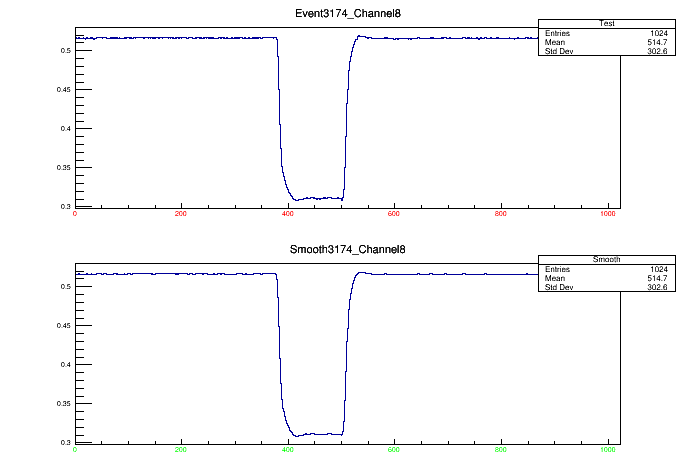 Event3174_Channel8
Test
Entries 1024
Mean 514.7
Std Dev 302.6
0.5
0.45
0.4
0.35
0.3
0 200 400 600 800 1000
Smooth3174_Channel8
Smooth
Entries 1024
Mean 514.7
Std Dev 302.6
0.5
0.45
0.4
0.35
0.3
0 200 400 600 800 1000